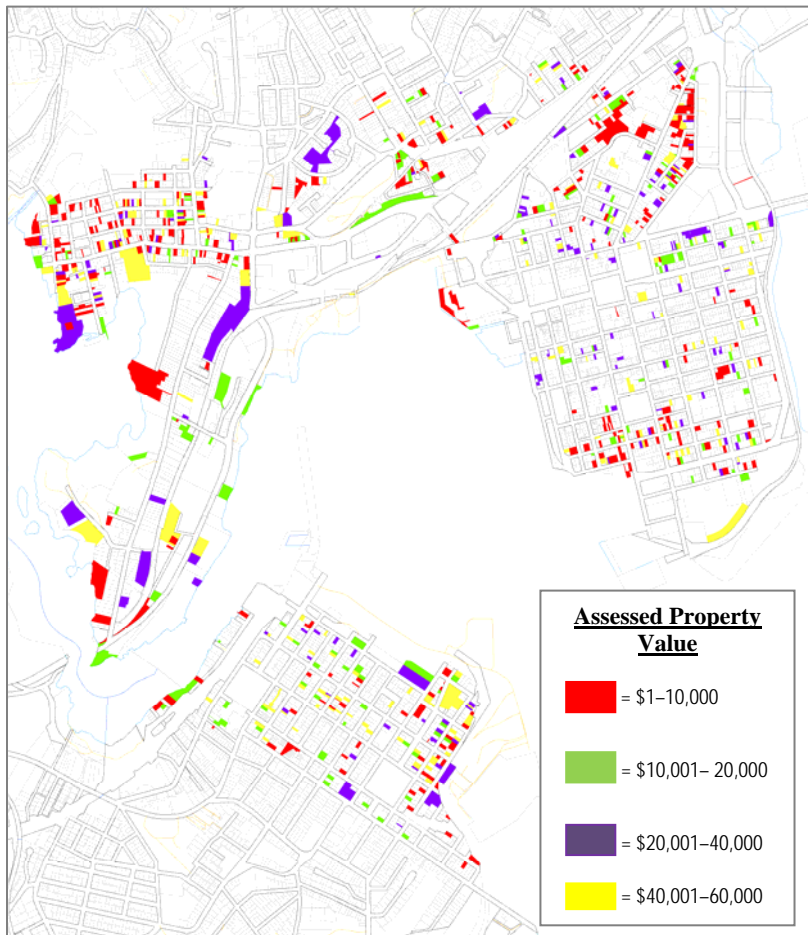 Assessed Property
Value
= $1–10,000
= $10,001– 20,000
= $20,001–40,000
= $40,001–60,000